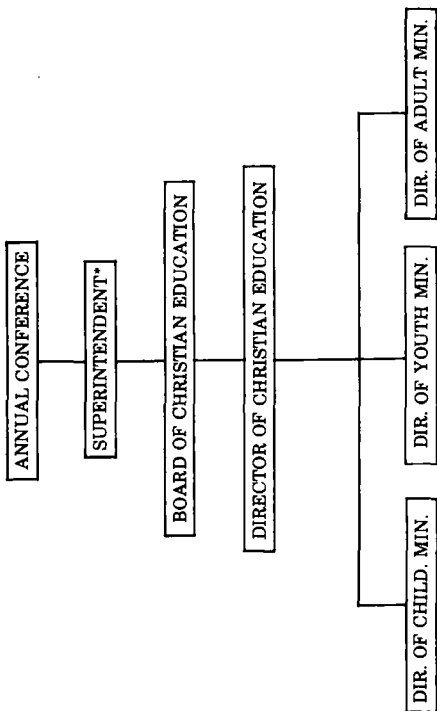 ANNUAL CONFERENCE
SUPERINTENDENT*
BOARD OF CHRISTIAN EDUCATION
DIRECTOR OF CHRISTIAN EDUCATION
DIR. OF CHILD. MIN.
DIR. OF YOUTH MIN.
DIR. OF ADULT MIN.